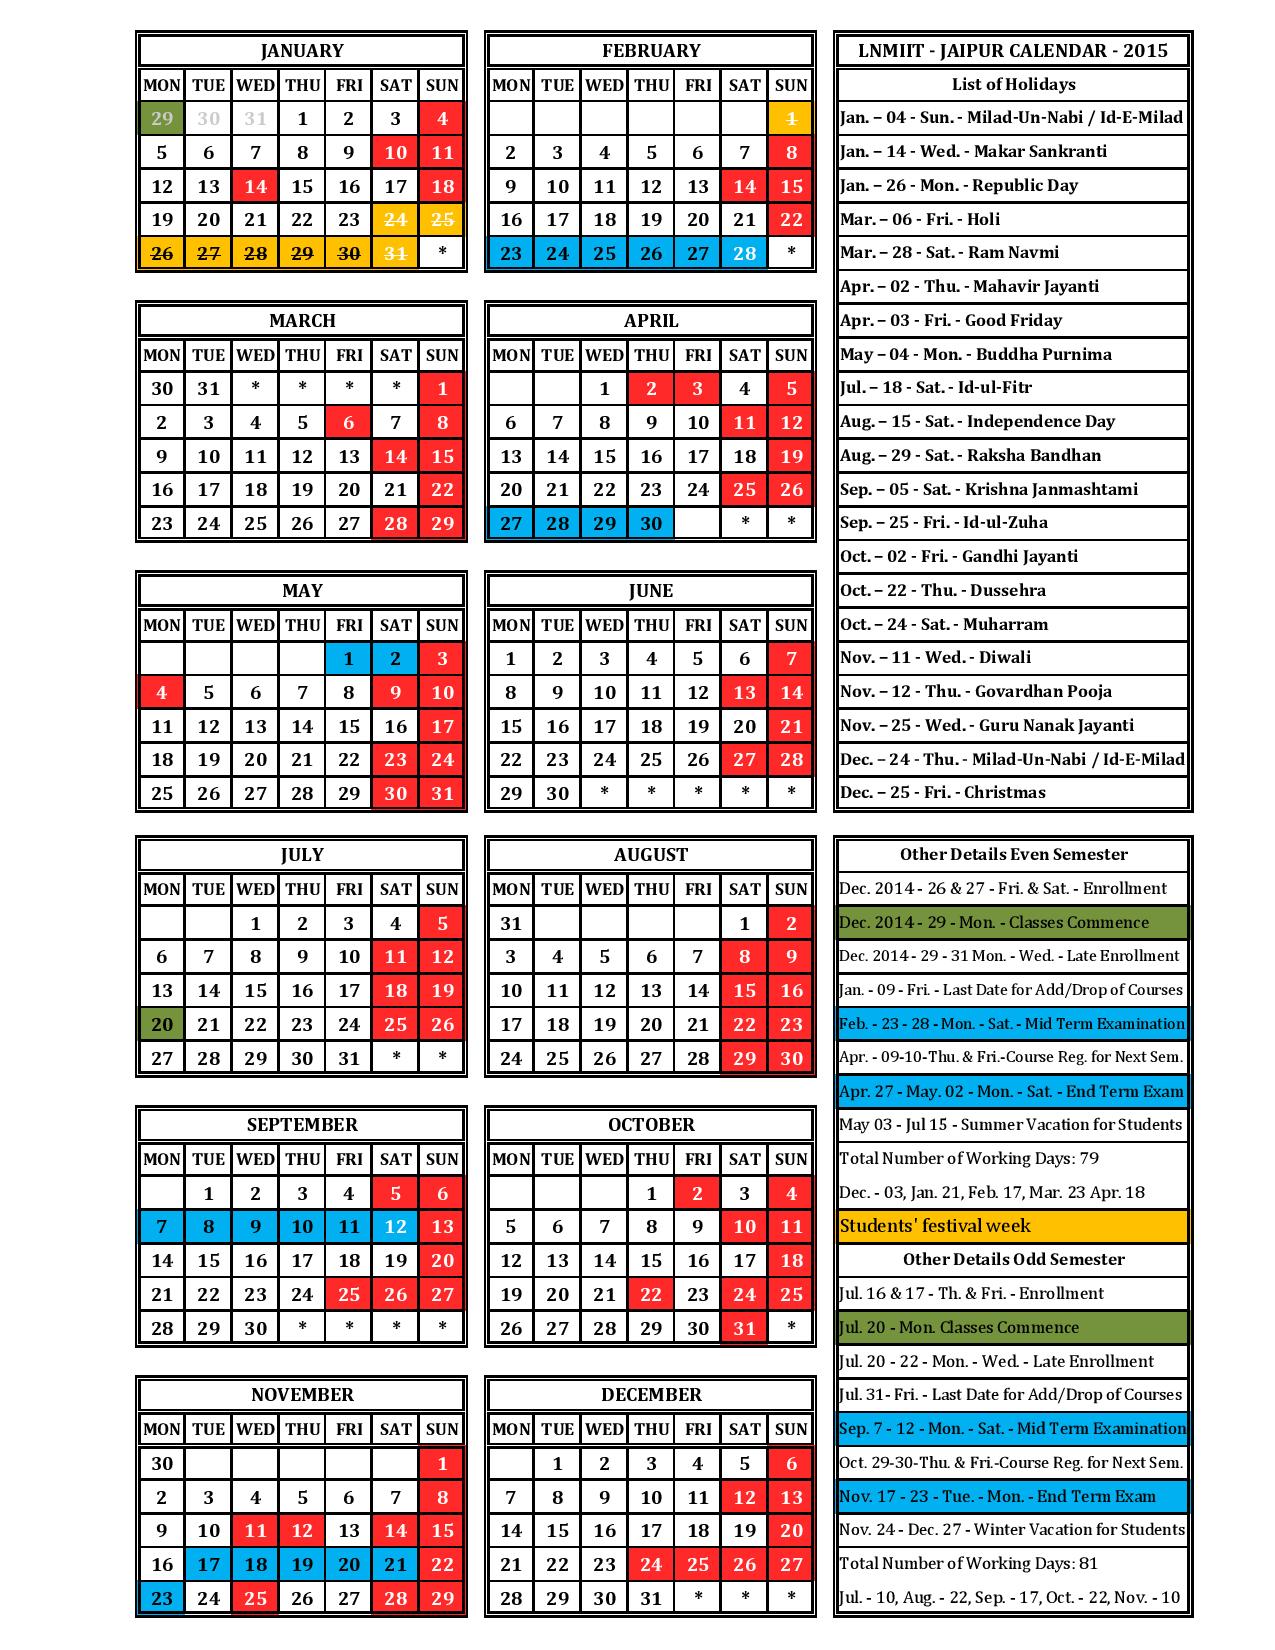 JANUARY
MON TUE WED THU FRI SAT SUN
29 30 31 1 2 3 4
5 6 7 8 9 10 11
12 13 14 15 16 17 18
19 20 21 22 23 24 25
26 27 28 29 30 31 *
FEBRUARY
MON TUE WED THU FRI SAT SUN
1
2 3 4 5 6 7 8
9 10 11 12 13 14 15
16 17 18 19 20 21 22
23 24 25 26 27 28 *
MARCH
MON TUE WED THU FRI SAT SUN
30 31 * * * * 1
2 3 4 5 6 7 8
9 10 11 12 13 14 15
16 17 18 19 20 21 22
23 24 25 26 27 28 29
APRIL
MON TUE WED THU FRI SAT SUN
1 2 3 4 5
6 7 8 9 10 11 12
13 14 15 16 17 18 19
20 21 22 23 24 25 26
27 28 29 30 * *
MAY
MON TUE WED THU FRI SAT SUN
1 2 3
4 5 6 7 8 9 10
11 12 13 14 15 16 17
18 19 20 21 22 23 24
25 26 27 28 29 30 31
JUNE
MON TUE WED THU FRI SAT SUN
1 2 3 4 5 6 7
8 9 10 11 12 13 14
15 16 17 18 19 20 21
22 23 24 25 26 27 28
29 30 * * * * *
LNMIIT - JAIPUR CALENDAR - 2015
List of Holidays
Jan. – 04 - Sun. - Milad-Un-Nabi / Id-E-Milad
Jan. – 14 - Wed. - Makar Sankranti
Jan. – 26 - Mon. - Republic Day
Mar. – 06 - Fri. - Holi
Mar. – 28 - Sat. - Ram Navmi
Apr. – 02 - Thu. - Mahavir Jayanti
Apr. – 03 - Fri. - Good Friday
May – 04 - Mon. - Buddha Purnima
Jul. – 18 - Sat. - Id-ul-Fitr
Aug. – 15 - Sat. - Independence Day
Aug. – 29 - Sat. - Raksha Bandhan
Sep. – 05 - Sat. - Krishna Janmashtami
Sep. – 25 - Fri. - Id-ul-Zuha
Oct. – 02 - Fri. - Gandhi Jayanti
Oct. – 22 - Thu. - Dussehra
Oct. – 24 - Sat. - Muharram
Nov. – 11 - Wed. - Diwali
Nov. – 12 - Thu. - Govardhan Pooja
Nov. – 25 - Wed. - Guru Nanak Jayanti
Dec. – 24 - Thu. - Milad-Un-Nabi / Id-E-Milad
Dec. – 25 - Fri. - Christmas
JULY
MON TUE WED THU FRI SAT SUN
1 2 3 4 5
6 7 8 9 10 11 12
13 14 15 16 17 18 19
20 21 22 23 24 25 26
27 28 29 30 31 * *
AUGUST
MON TUE WED THU FRI SAT SUN
31 1 2
3 4 5 6 7 8 9
10 11 12 13 14 15 16
17 18 19 20 21 22 23
24 25 26 27 28 29 30
SEPTEMBER
MON TUE WED THU FRI SAT SUN
1 2 3 4 5 6
7 8 9 10 11 12 13
14 15 16 17 18 19 20
21 22 23 24 25 26 27
28 29 30 * * * *
OCTOBER
MON TUE WED THU FRI SAT SUN
1 2 3 4
5 6 7 8 9 10 11
12 13 14 15 16 17 18
19 20 21 22 23 24 25
26 27 28 29 30 31 *
NOVEMBER
MON TUE WED THU FRI SAT SUN
30 1
2 3 4 5 6 7 8
9 10 11 12 13 14 15
16 17 18 19 20 21 22
23 24 25 26 27 28 29
DECEMBER
MON TUE WED THU FRI SAT SUN
1 2 3 4 5 6
7 8 9 10 11 12 13
14 15 16 17 18 19 20
21 22 23 24 25 26 27
28 29 30 31 * * *
Other Details Even Semester
Dec. 2014 - 26 & 27 - Fri. & Sat. - Enrollment
Dec. 2014 - 29 - Mon. - Classes Commence
Dec. 2014 - 29 - 31 Mon. - Wed. - Late Enrollment
Jan. - 09 - Fri. - Last Date for Add/Drop of Courses
Feb. - 23 - 28 - Mon. - Sat. - Mid Term Examination
Apr. - 09-10-Thu. & Fri.-Course Reg. for Next Sem.
Apr. 27 - May. 02 - Mon. - Sat. - End Term Exam
May 03 - Jul 15 - Summer Vacation for Students
Total Number of Working Days: 79
Dec. - 03, Jan. 21, Feb. 17, Mar. 23 Apr. 18
Students' festival week
Other Details Odd Semester
Jul. 16 & 17 - Th. & Fri. - Enrollment
Jul. 20 - Mon. Classes Commence
Jul. 20 - 22 - Mon. - Wed. - Late Enrollment
Jul. 31- Fri. - Last Date for Add/Drop of Courses
Sep. 7 - 12 - Mon. - Sat. - Mid Term Examination
Oct. 29-30-Thu. & Fri.-Course Reg. for Next Sem.
Nov. 17 - 23 - Tue. - Mon. - End Term Exam
Nov. 24 - Dec. 27 - Winter Vacation for Students
Total Number of Working Days: 81
Jul. - 10, Aug. - 22, Sep. - 17, Oct. - 22, Nov. - 10